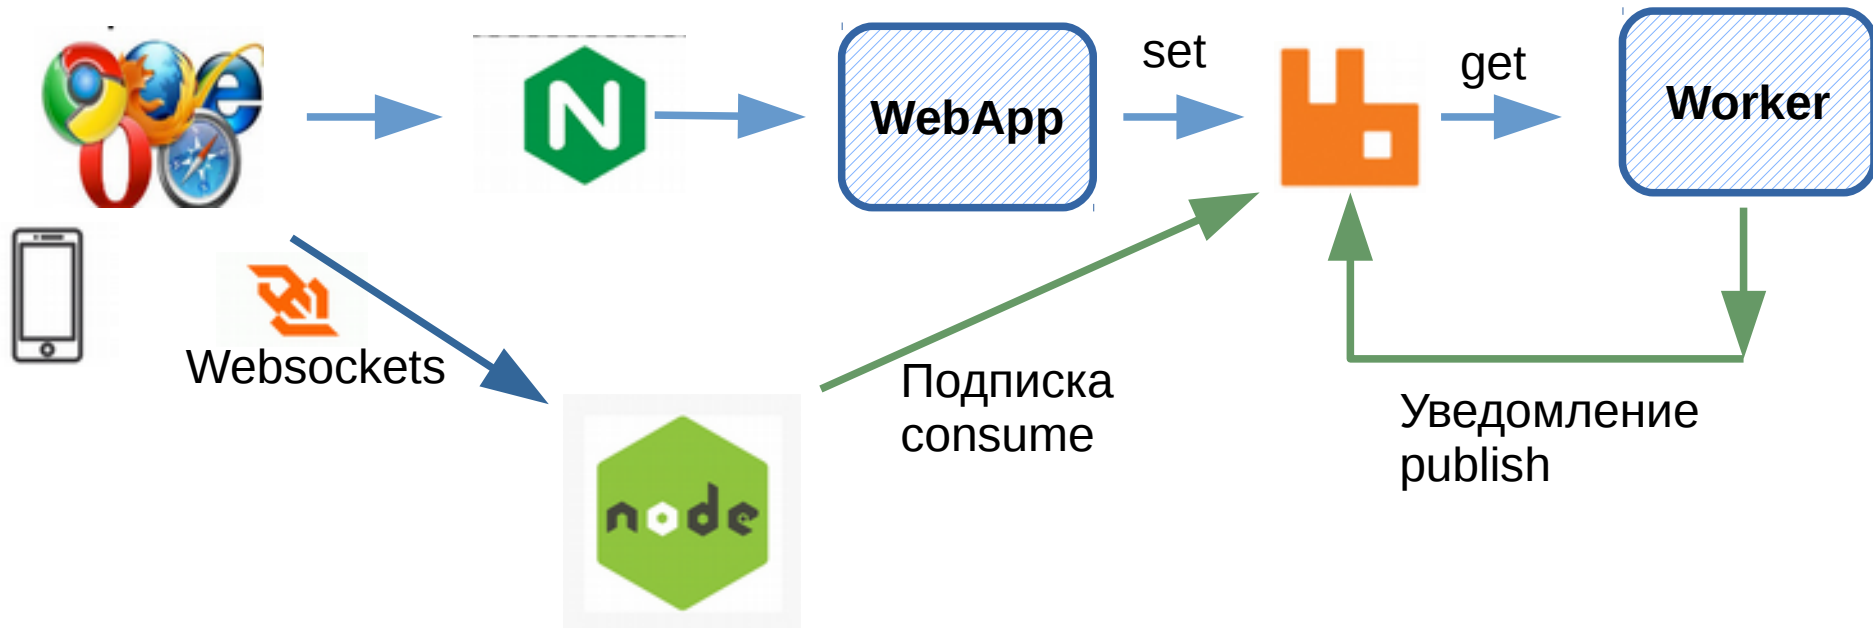 WebApp
set
get
Worker
Websockets
node
Подписка
consume
Уведомление
publish